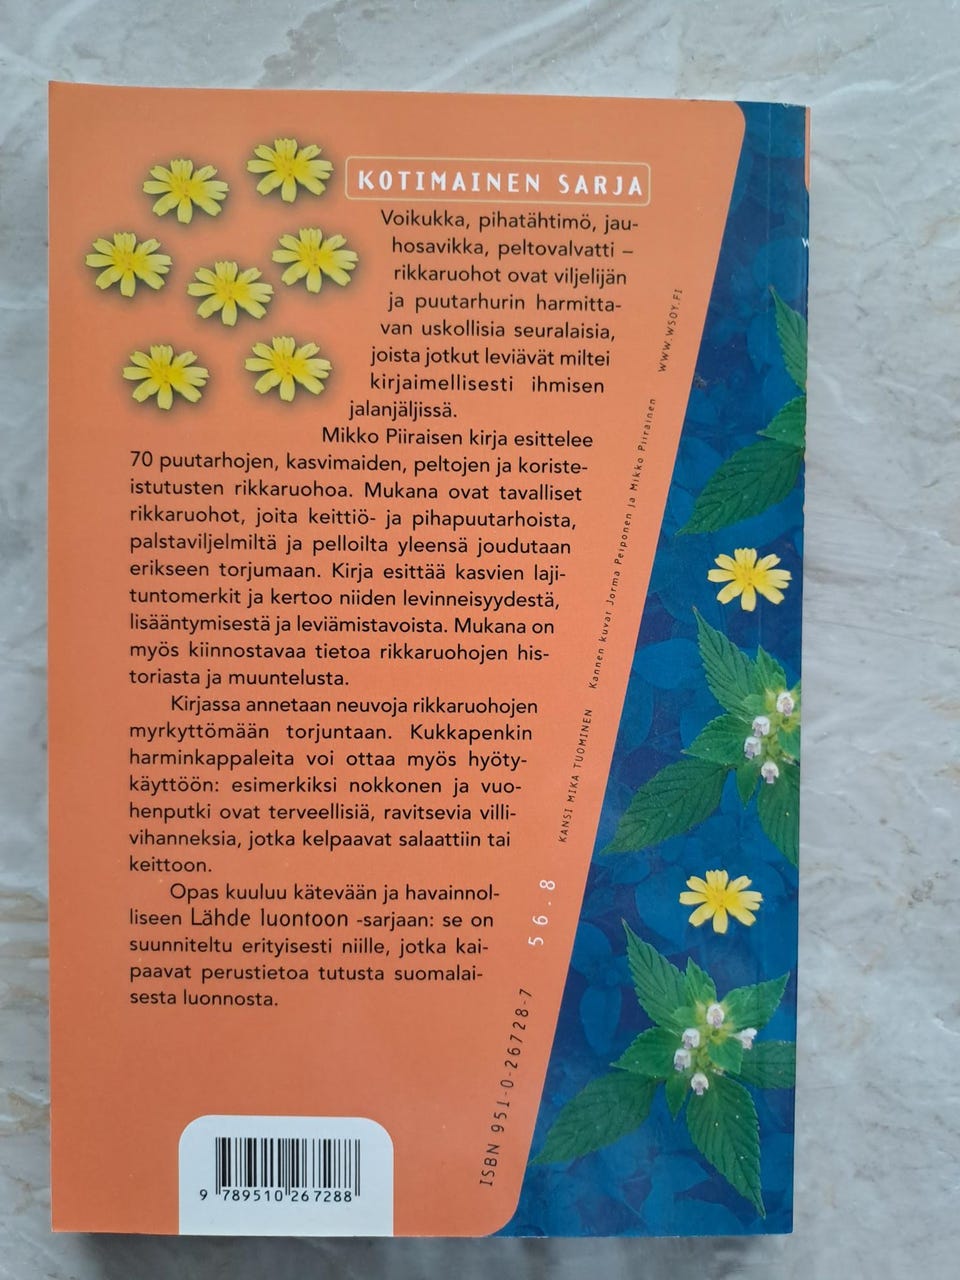 KOTIMAINEN SARJA
Voikukka, pihatähtimö, jau-
hosavikka, peltovalvatti –
rikkaruohot ovat viljelijän
ja puutarhurin harmitta-
van uskollisia seuralaisia,
joista jotkut leviävät miltei
kirjaimellisesti ihmisen
jalanjäljissä.
Mikko Piiraisen kirja esittelee
70 puutarhojen, kasvimaiden, peltojen ja koriste-
istutusten rikkaruohoa. Mukana ovat tavalliset
rikkaruohot, joita keittiö- ja pihapuutarhoista,
palstaviljelmiltä ja pelloilta yleensä joudutaan
erikseen torjumaan. Kirja esittää kasvien laji-
tuntomerkit ja kertoo niiden levinneisyydestä,
lisääntymisestä ja leviämistavoista. Mukana on
myös kiinnostavaa tietoa rikkaruohojen his-
toriasta ja muuntelusta.
Kirjassa annetaan neuvoja rikkaruohojen
myrkyttömään torjuntaan. Kukkapenkin
harminkappaleita voi ottaa myös hyöty-
käyttöön: esimerkiksi nokkonen ja vuo-
henputki ovat terveellisiä, ravitsevia villi-
vihanneksia, jotka kelpaavat salaattiin tai
keittoon.
Opas kuuluu kätevään ja havainnol-
liseen Lähde luontoon -sarjaan: se on
suunniteltu erityisesti niille, jotka kai-
paavat perustietoa tutusta suomalai-
sesta luonnosta.
KANSI MIKA TUOMINEN Kannen kuvat Jorma Peiponen ja Mikko Piirainen WWW.WSOY.FI
ISBN 951-0-26728-7 56.8
9 789510 267288